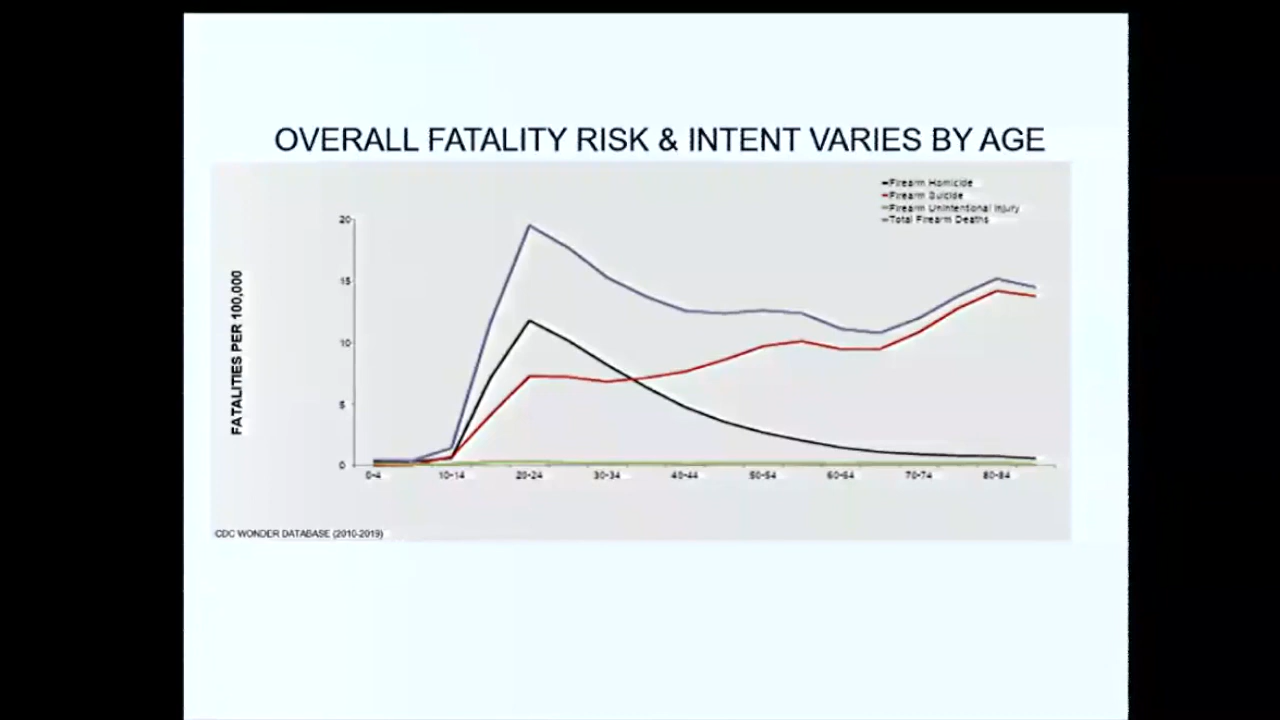 OVERALL FATALITY RISK & INTENT VARIES BY AGE
Firearm Homicide
Firearm Suicide
Firearm Unintentional Injury
Total Firearm Deaths
FATALITIES PER 100,000
20
15
10
5
0
0-4 10-14 20-24 30-34 40-44 50-54 60-64 70-74 80-84
CDC WONDER DATABASE (2010-2019)